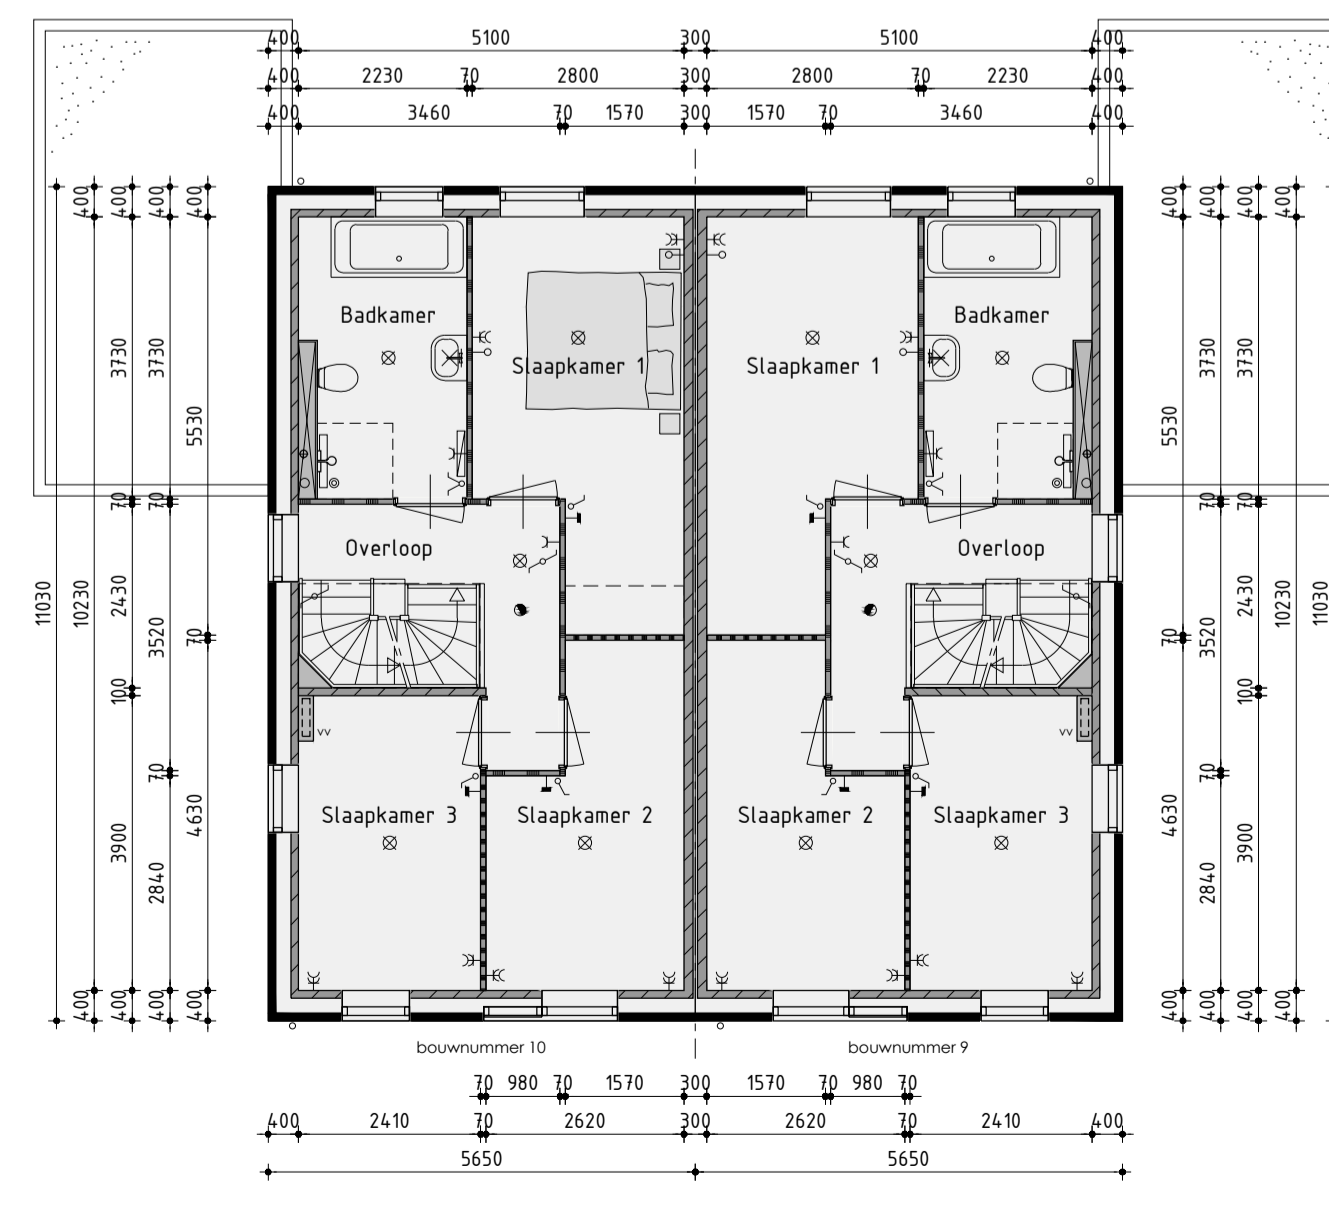 400 5100 300 5100 400
400 2230 70 2800 300 2800 70 2230 400
400 3460 70 1570 300 1570 70 3460 400
400 400 400 400 400 400 400 400
Badkamer Badkamer
3730 3730 Slaapkamer 1 Slaapkamer 1 3730 3730
5530 5530
70 70 70 70
Overloop Overloop
11030 10230 2430 3520 70 70 3520 2430 10230 11030
100 100
vv vv
70 70
Slaapkamer 3 Slaapkamer 2 Slaapkamer 2 Slaapkamer 3
3900 2840 4630 4630 2840 3900
400 400 400 400 400 400 400 400
bouwnummer 10 bouwnummer 9
70 980 70 1570 300 1570 70 980 70
400 2410 70 2620 300 2620 70 2410 400
5650 5650